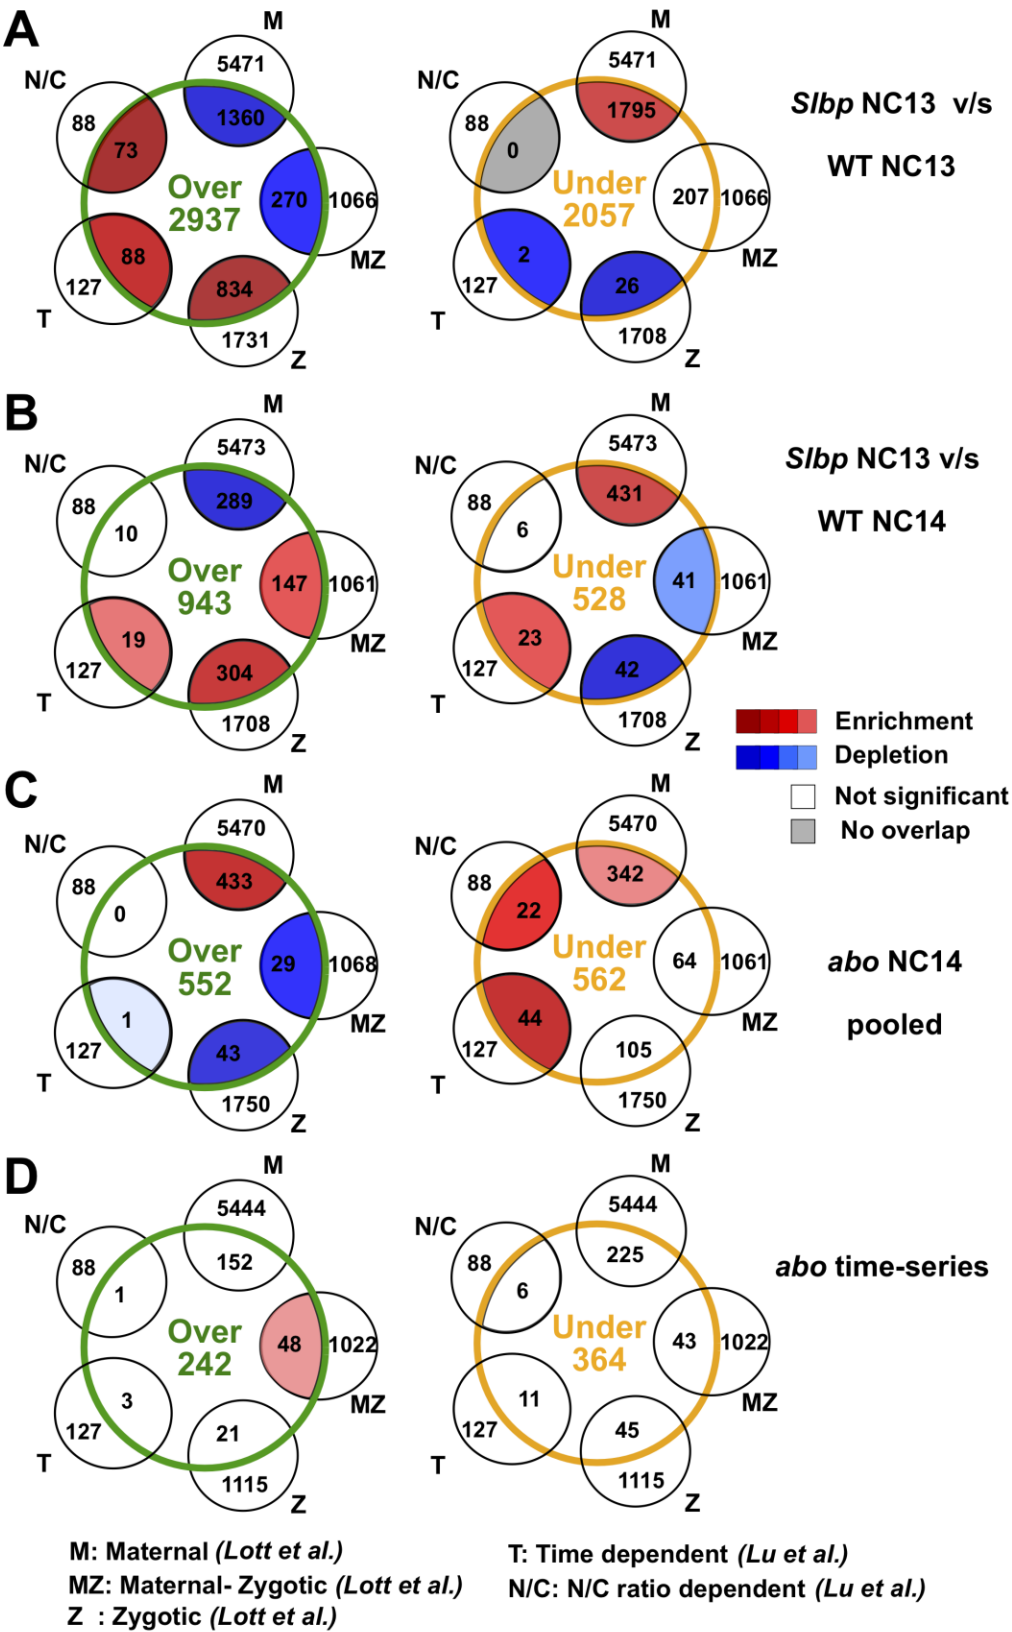 A
M
5471
N/C
88
1360
73
Over
2937
270
1066
MZ
88
127
T
834
1731
Z
M
5471
N/C
88
1795
0
Under
2057
207
1066
MZ
2
127
T
26
1708
Z
Slbp NC13 v/s
WT NC13
B
M
5473
N/C
88
289
10
Over
943
147
1061
MZ
19
127
T
304
1708
Z
M
5473
N/C
88
431
6
Under
528
41
1061
MZ
23
127
T
42
1708
Z
Slbp NC13 v/s
WT NC14
Enrichment
Depletion
Not significant
No overlap
C
M
5470
N/C
88
433
0
Over
552
29
1068
MZ
1
127
T
43
1750
Z
M
5470
N/C
88
342
22
Under
562
64
1061
MZ
44
127
T
105
1750
Z
abo NC14
pooled
D
M
5444
N/C
88
152
1
Over
242
48
1022
MZ
3
127
T
21
1115
Z
M
5444
N/C
88
225
6
Under
364
43
1022
MZ
11
127
T
45
1115
Z
abo time-series
M: Maternal (Lott et al.)
MZ: Maternal- Zygotic (Lott et al.)
Z : Zygotic (Lott et al.)
T: Time dependent (Lu et al.)
N/C: N/C ratio dependent (Lu et al.)